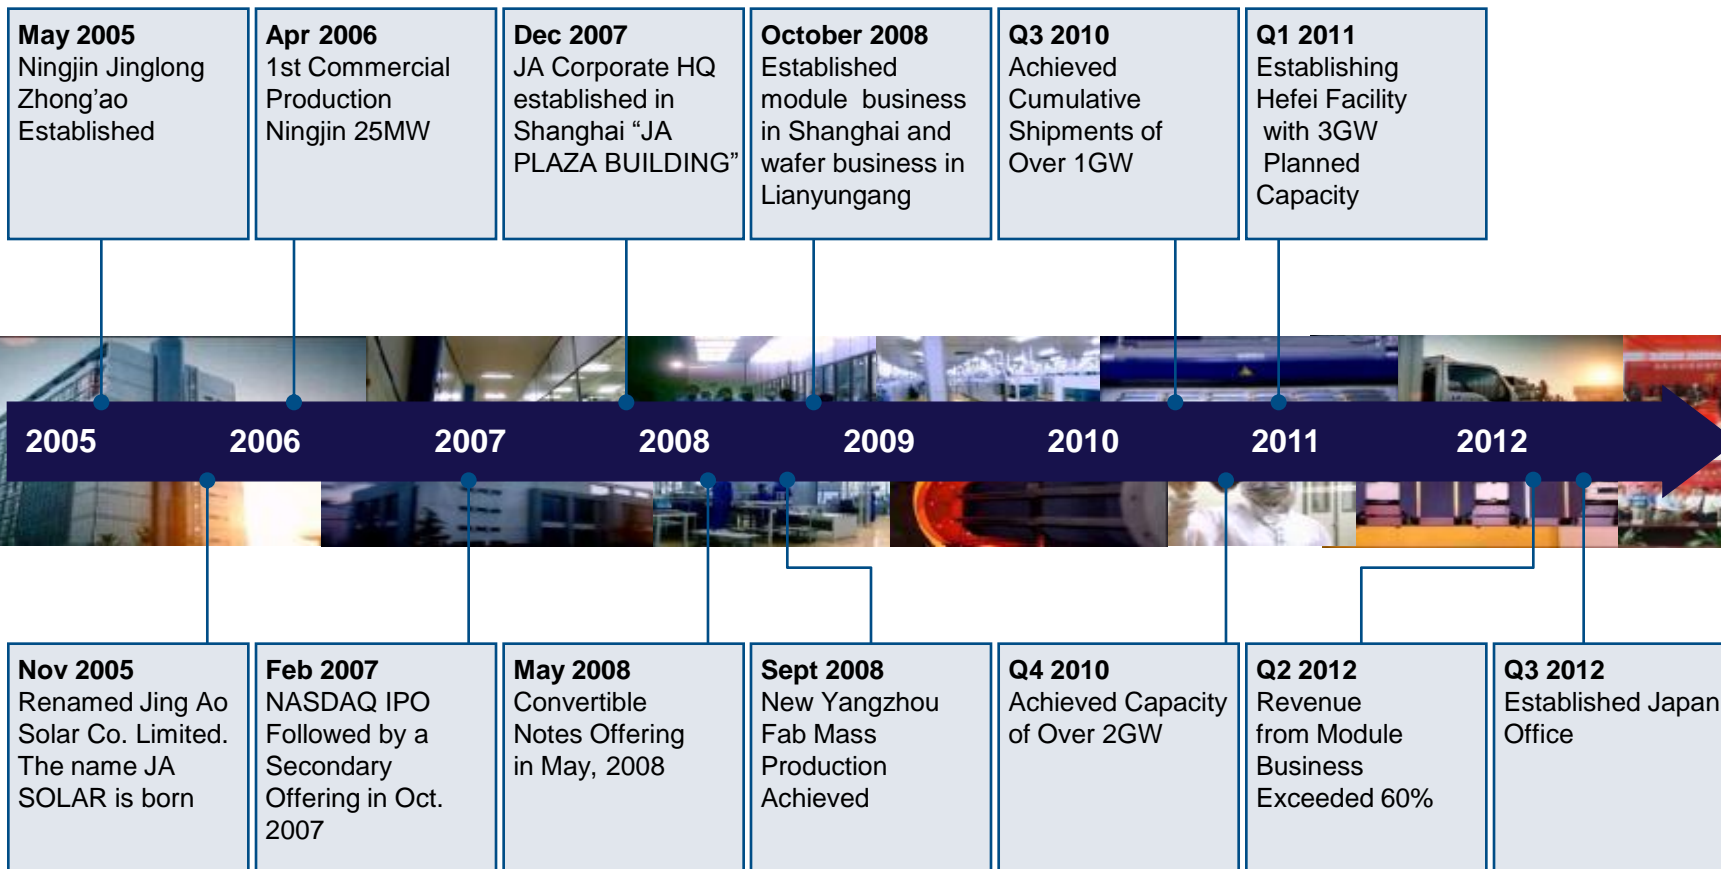 May 2005
Ningjin Jinglong
Zhong’ao
Established
Apr 2006
1st Commercial
Production
Ningjin 25MW
Dec 2007
JA Corporate HQ
established in
Shanghai “JA
PLAZA BUILDING”
October 2008
Established
module business
in Shanghai and
wafer business in
Lianyungang
Q3 2010
Achieved
Cumulative
Shipments of
Over 1GW
Q1 2011
Establishing
Hefei Facility
with 3GW
Planned
Capacity
2005 2006 2007 2008 2009 2010 2011 2012
Nov 2005
Renamed Jing Ao
Solar Co. Limited.
The name JA
SOLAR is born
Feb 2007
NASDAQ IPO
Followed by a
Secondary
Offering in Oct.
2007
May 2008
Convertible
Notes Offering
in May, 2008
Sept 2008
New Yangzhou
Fab Mass
Production
Achieved
Q4 2010
Achieved Capacity
of Over 2GW
Q2 2012
Revenue
from Module
Business
Exceeded 60%
Q3 2012
Established Japan
Office